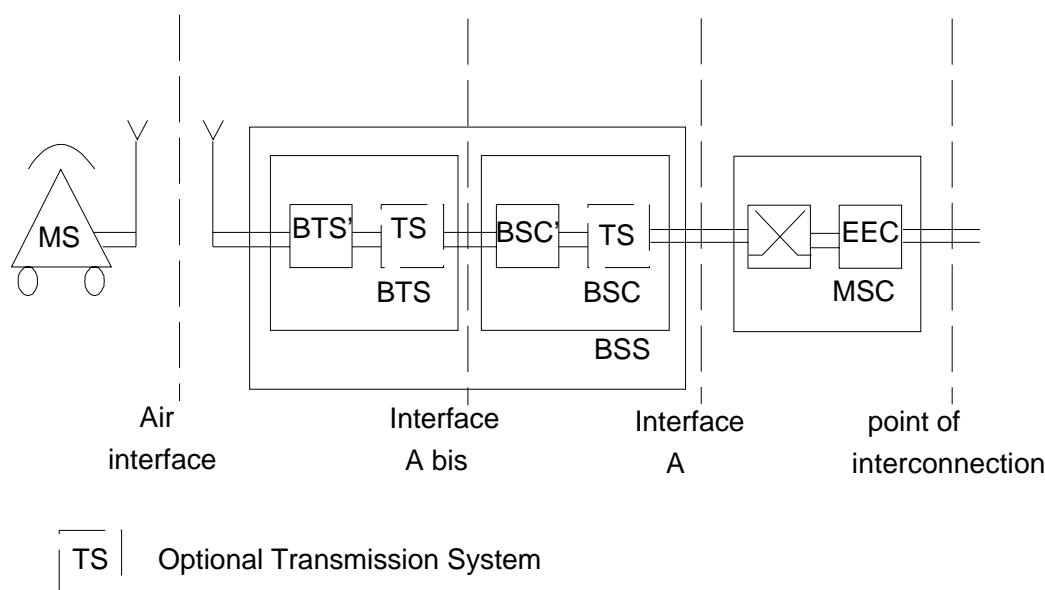 MS
BTS’
TS
BSC’
TS
EEC
BTS
BSC
MSC
BSS
Air
interface
Interface
A bis
Interface
A
point of
interconnection
TS
Optional Transmission System